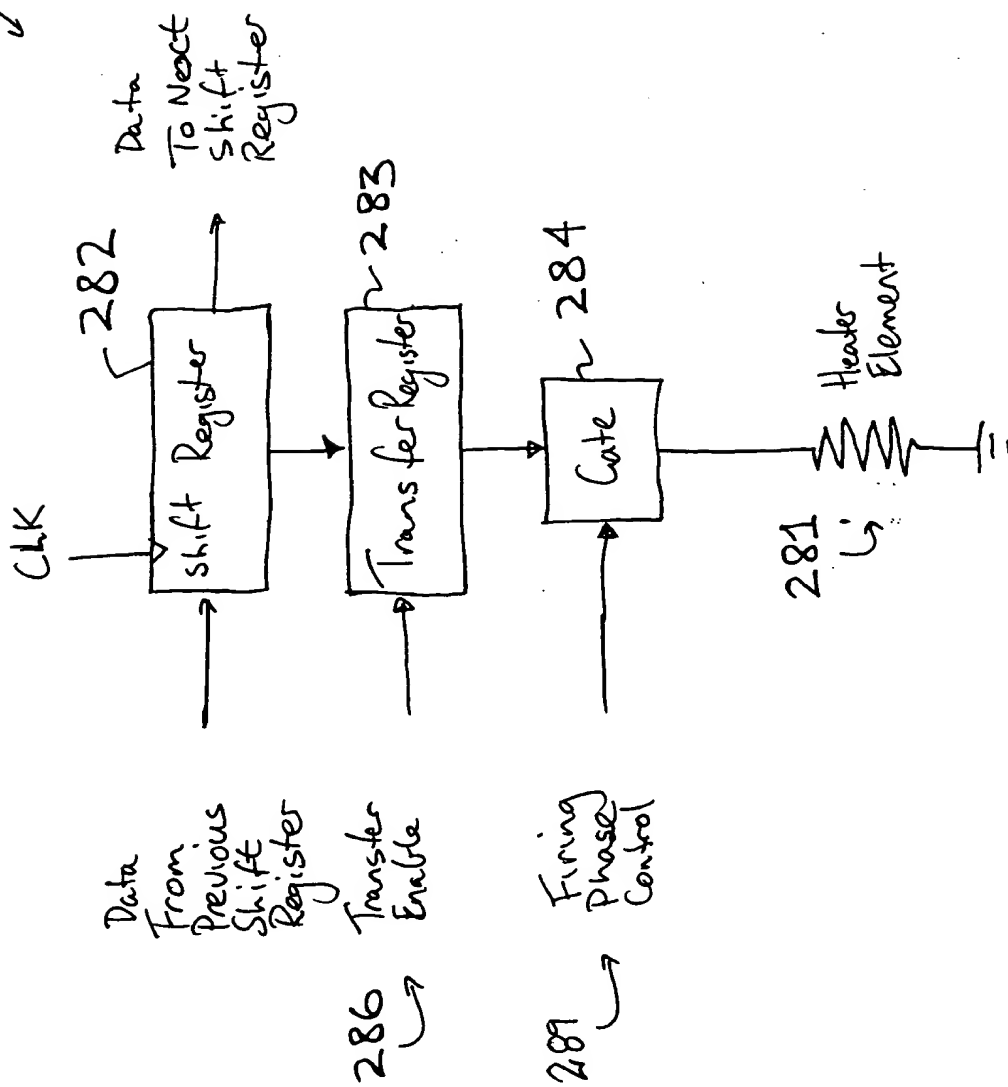 CLK
282
Data
To Next
Shift
Register
Shift Register
Data
From
Previous
Shift
Register
283
Transfer Register
286
Transfer
Enable
284
Gate
289
Firing
Phase
Control
281
Heater
Element